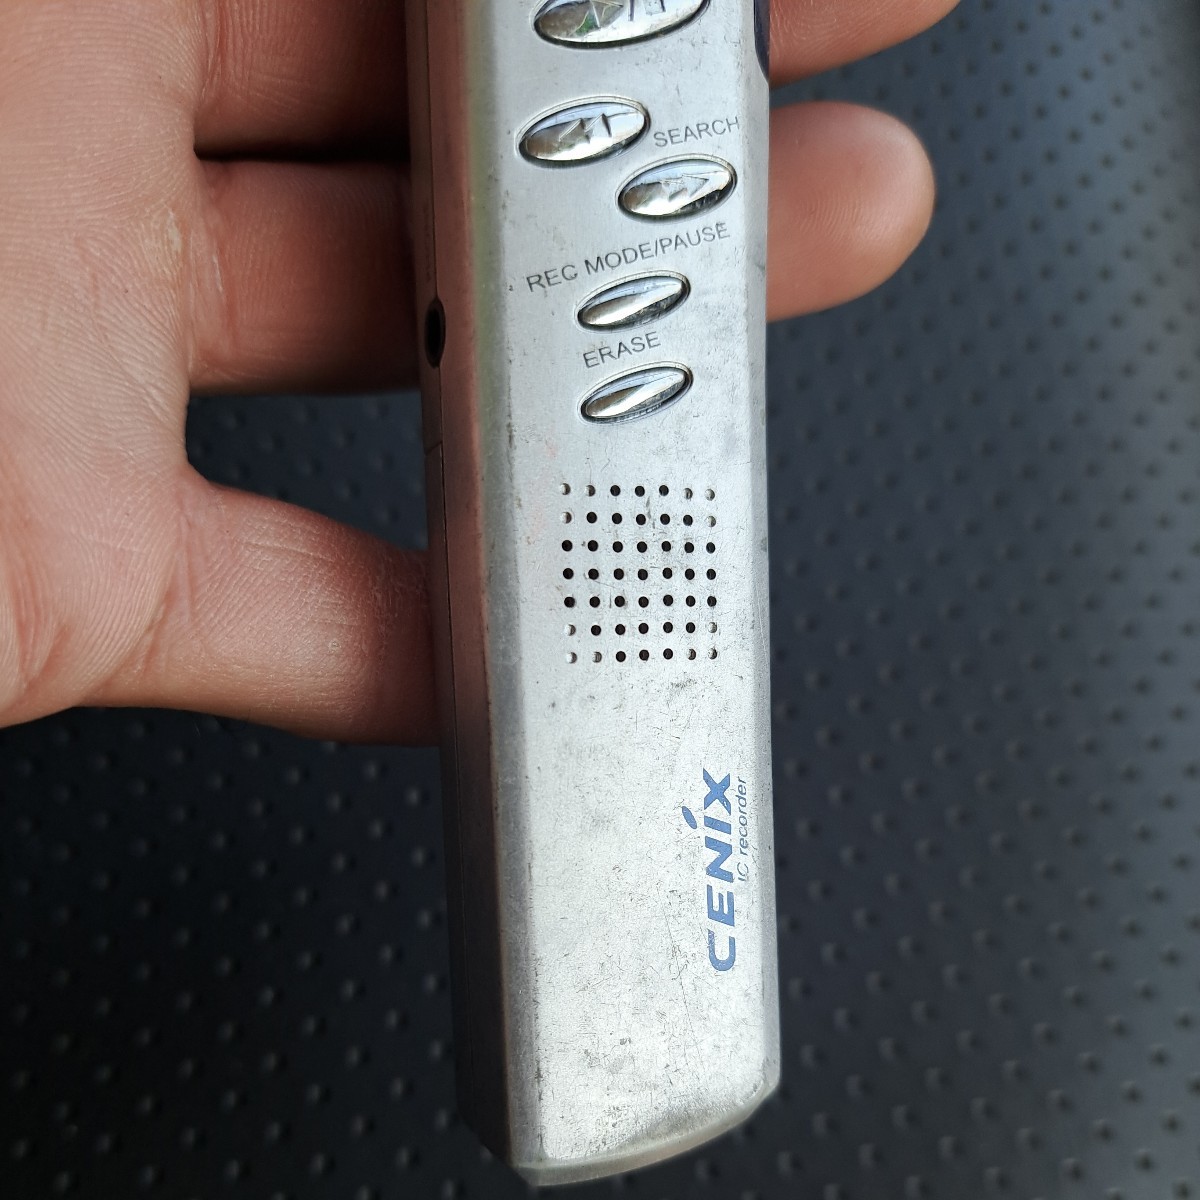 SEARCH
REC MODE/PAUSE
ERASE
CENiX
IC recorder